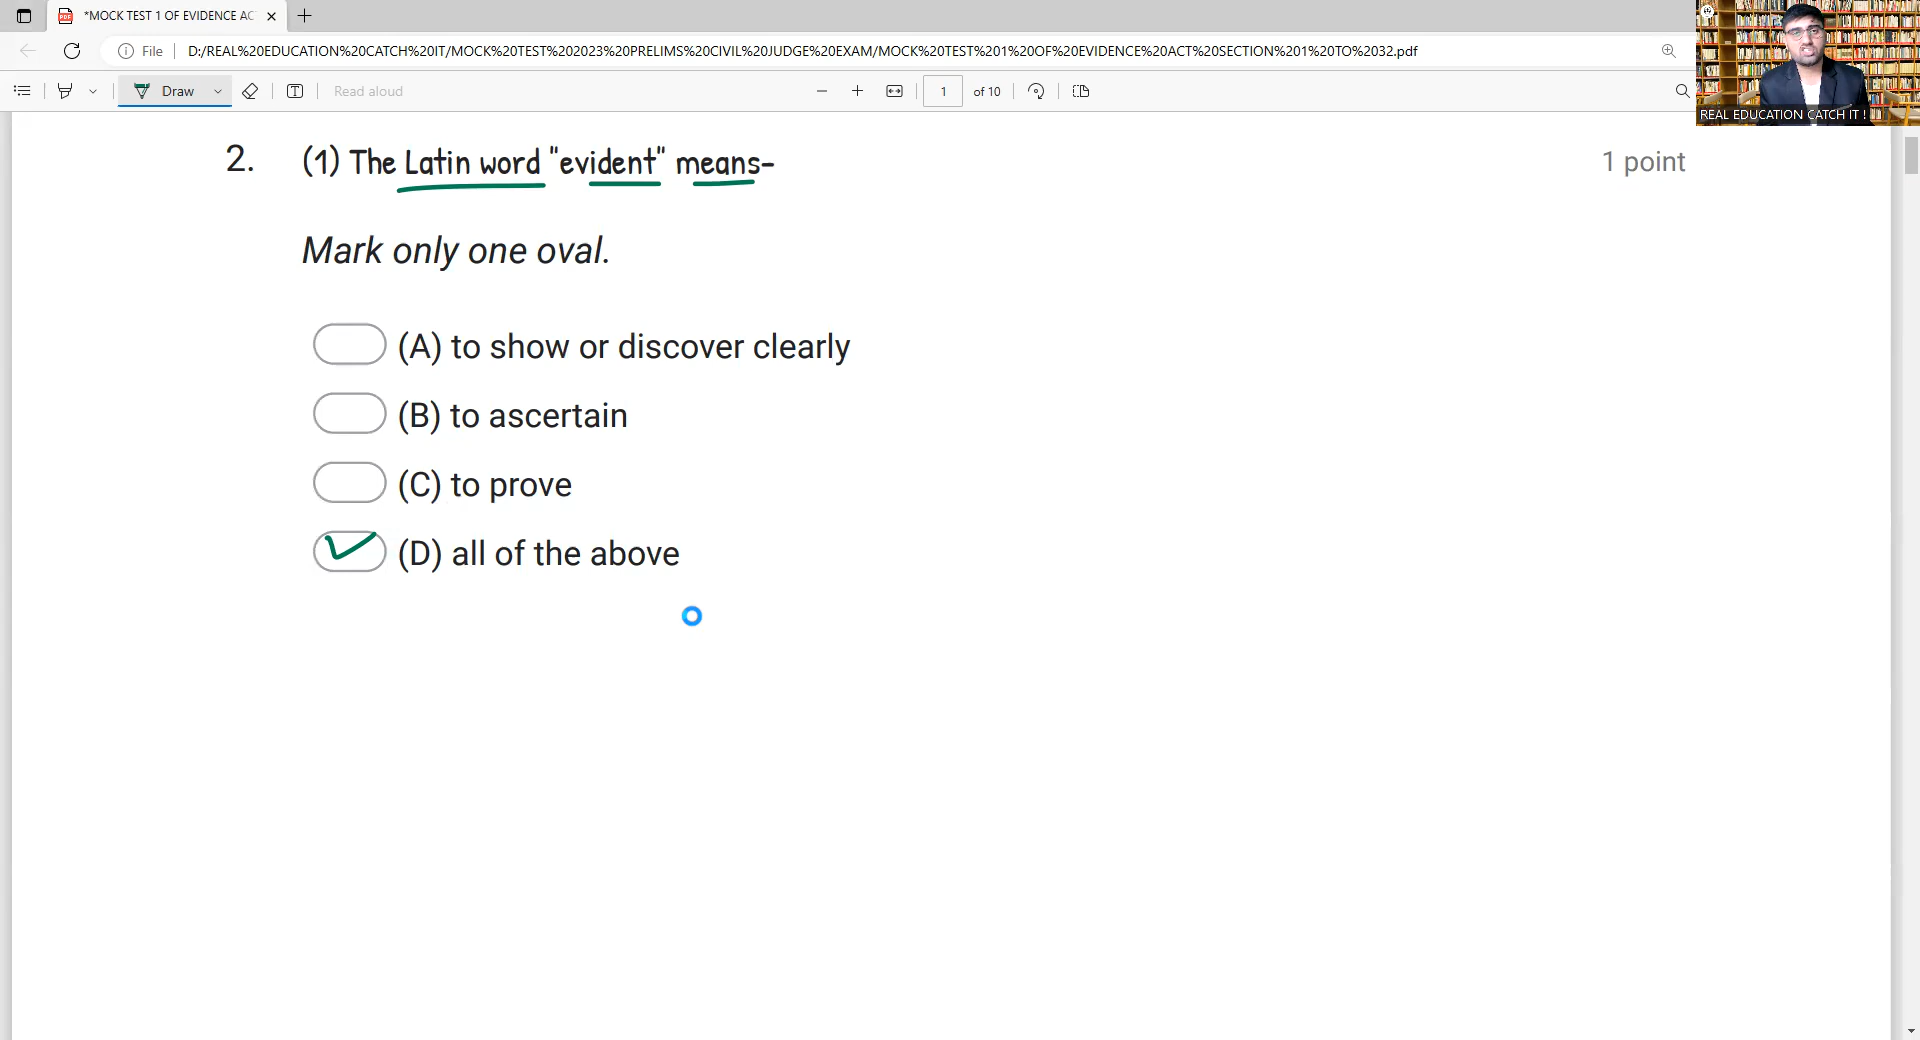 *MOCK TEST 1 OF EVIDENCE AC
File
D:/REAL%20EDUCATION%20CATCH%20IT/MOCK%20TEST%202023%20PRELIMS%20CIVIL%20JUDGE%20EXAM/MOCK%20TEST%201%20OF%20EVIDENCE%20ACT%20SECTION%201%20TO%2032.pdf
Draw
Read aloud
1
of 10
REAL EDUCATION CATCH IT !
2. (1) The Latin word "evident" means-
1 point
Mark only one oval.
(A) to show or discover clearly
(B) to ascertain
(C) to prove
(D) all of the above